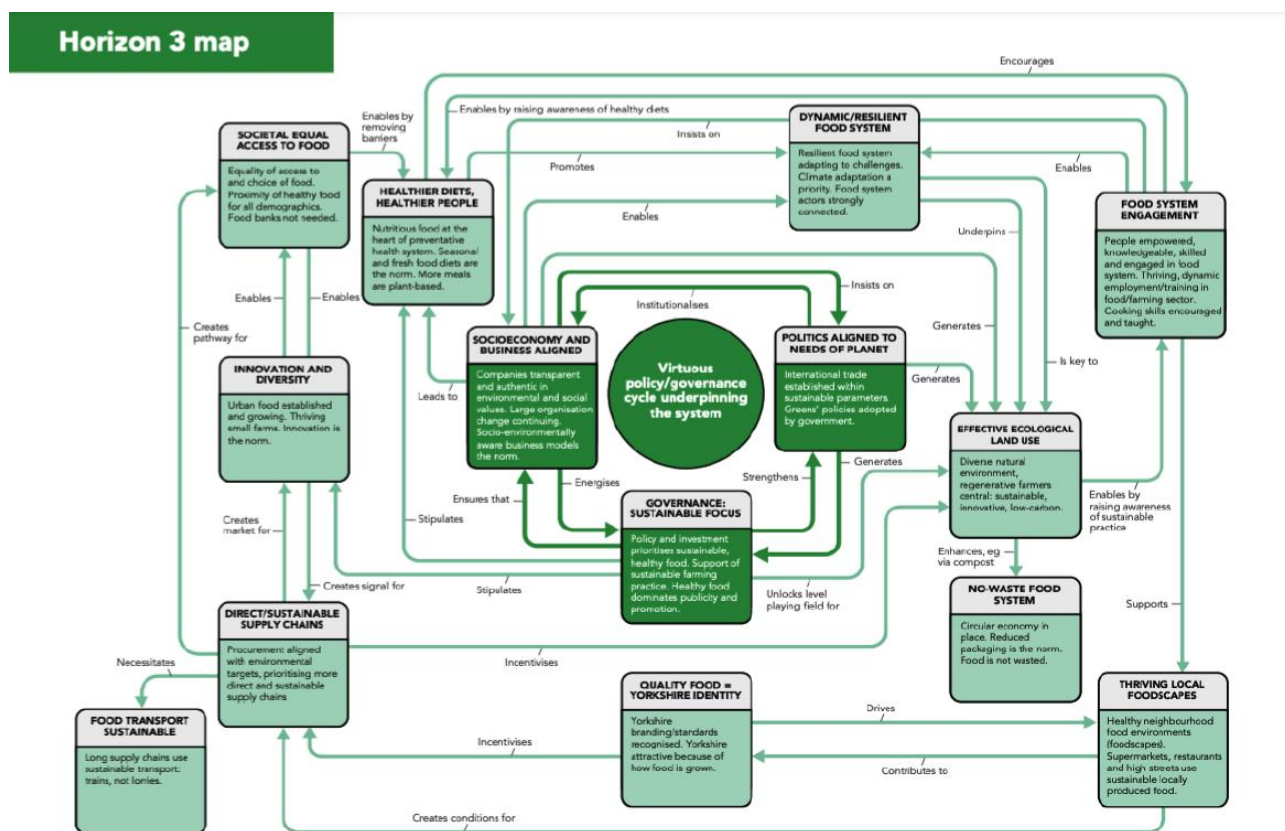 Horizon 3 map
Encourages
Enables by raising awareness of healthy diets
Enables by
removing
barriers
Insists on
Promotes
Enables
Enables
Underpins
SOCIETAL EQUAL
ACCESS TO FOOD
Equality of access to
and choice of food.
Proximity of healthy food
for all demographics.
Food banks not needed.
HEALTHIER DIETS,
HEALTHIER PEOPLE
Nutritious food at the
heart of preventative
health system. Seasonal
and fresh food diets are
the norm. More meals
are plant-based.
DYNAMIC/RESILIENT
FOOD SYSTEM
Resilient food system
adapting to challenges.
Climate adaptation a
priority. Food system
actors strongly
connected.
FOOD SYSTEM
ENGAGEMENT
People empowered,
knowledgeable, skilled
and engaged in food
system. Thriving, dynamic
employment/training in
food/farming sector.
Cooking skills encouraged
and taught.
Enables
Enables
Creates
pathway for
Institutionalises
Insists on
Generates
Is key to
Leads to
Generates
INNOVATION AND
DIVERSITY
Urban food established
and growing. Thriving
small farms. Innovation is
the norm.
SOCIOECONOMY AND
BUSINESS ALIGNED
Companies transparent
and authentic in
environmental and social
values. Large organisation
change continuing.
Socio-environmentally
aware business models
the norm.
Virtuous
policy/governance
cycle underpinning
the system
POLITICS ALIGNED TO
NEEDS OF PLANET
International trade
established within
sustainable parameters.
Greens' policies adopted
by government.
EFFECTIVE ECOLOGICAL
LAND USE
Diverse natural
environment,
regenerative farmers
central: sustainable,
innovative, low-carbon.
Ensures that
Energises
Strengthens
Generates
Creates
market for
Stipulates
Enables by
raising awareness
of sustainable
practice
GOVERNANCE:
SUSTAINABLE FOCUS
Policy and investment
prioritises sustainable,
healthy food. Support of
sustainable farming
practice. Healthy food
dominates publicity and
promotion.
Enhances, eg
via compost
Creates signal for
Stipulates
Unlocks level
playing field for
NO-WASTE FOOD
SYSTEM
Circular economy in
place. Reduced
packaging is the norm.
Food is not wasted.
Supports
DIRECT/SUSTAINABLE
SUPPLY CHAINS
Procurement aligned
with environmental
targets, prioritising more
direct and sustainable
supply chains
Necessitates
Incentivises
FOOD TRANSPORT
SUSTAINABLE
Long supply chains use
sustainable transport:
trains, not lorries.
QUALITY FOOD =
YORKSHIRE IDENTITY
Yorkshire
branding/standards
recognised. Yorkshire
attractive because of
how food is grown.
Drives
Incentivises
Contributes to
THRIVING LOCAL
FOODSCAPES
Healthy neighbourhood
food environments
(foodscapes).
Supermarkets, restaurants
and high streets use
sustainable locally
produced food.
Creates conditions for